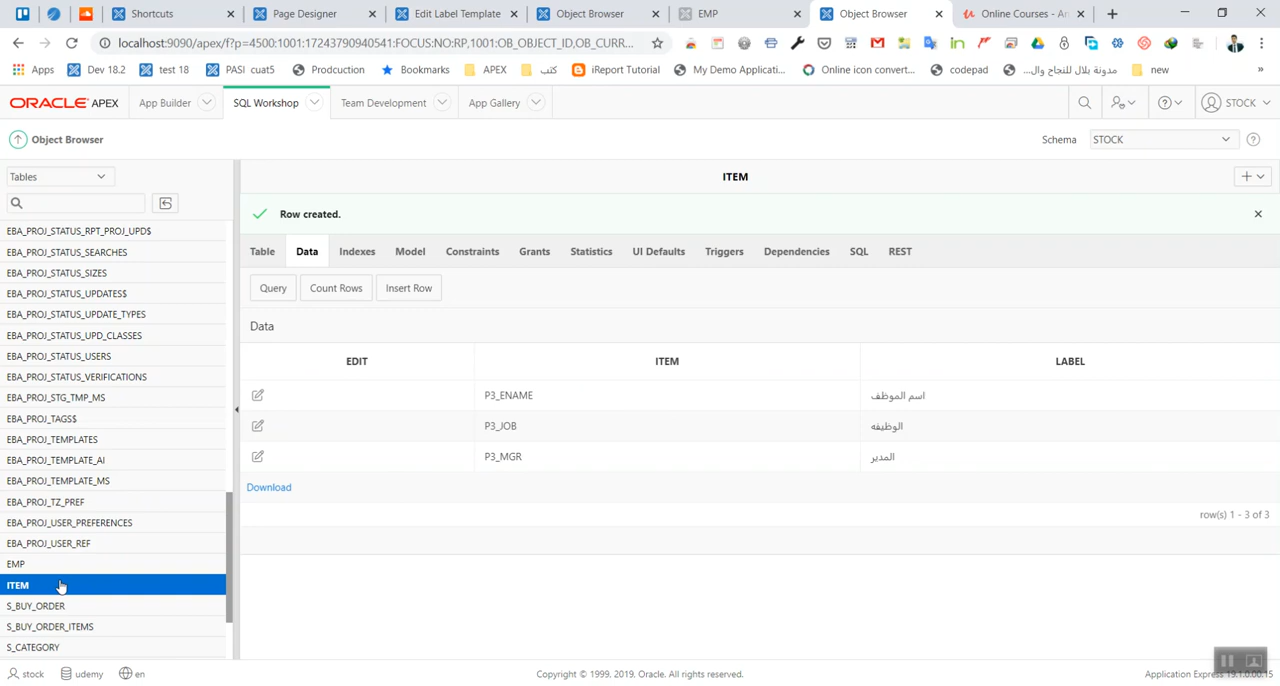 Shortcuts
Page Designer
Edit Label Template
Object Browser
EMP
Object Browser
Online Courses - An
localhost:9090/apex/f?p=4500:1001:17243790940541:FOCUS:NO:RP,1001:OB_OBJECT_ID,OB_CURR...
Apps
Dev 18.2
test 18
PASI cuat5
Prodcuction
Bookmarks
APEX
كتب
iReport Tutorial
My Demo Applicati...
Online icon convert...
codepad
مدونة بلال للنجاح وال...
new
ORACLE APEX
App Builder
SQL Workshop
Team Development
App Gallery
STOCK
Object Browser
Schema
STOCK
Tables
ITEM
Row created.
Table
Data
Indexes
Model
Constraints
Grants
Statistics
UI Defaults
Triggers
Dependencies
SQL
REST
Query
Count Rows
Insert Row
Data
EDIT
ITEM
LABEL
P3_ENAME
اسم الموظف
P3_JOB
الوظيفه
P3_MGR
المدير
Download
row(s) 1 - 3 of 3
EBA_PROJ_STATUS_RPT_PROJ_UPD$
EBA_PROJ_STATUS_SEARCHES
EBA_PROJ_STATUS_SIZES
EBA_PROJ_STATUS_UPDATES$
EBA_PROJ_STATUS_UPDATE_TYPES
EBA_PROJ_STATUS_UPD_CLASSES
EBA_PROJ_STATUS_USERS
EBA_PROJ_STATUS_VERIFICATIONS
EBA_PROJ_STG_TMP_MS
EBA_PROJ_TAGS$
EBA_PROJ_TEMPLATES
EBA_PROJ_TEMPLATE_AI
EBA_PROJ_TEMPLATE_MS
EBA_PROJ_TZ_PREF
EBA_PROJ_USER_PREFERENCES
EBA_PROJ_USER_REF
EMP
ITEM
S_BUY_ORDER
S_BUY_ORDER_ITEMS
S_CATEGORY
stock
udemy
en
Copyright © 1999, 2019. Oracle. All rights reserved.
Application Express 19.1.0.00.15